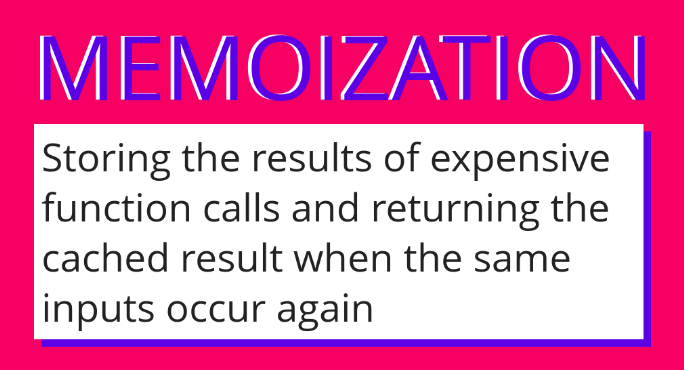 MEMOIZATION
Storing the results of expensive
function calls and returning the
cached result when the same
inputs occur again